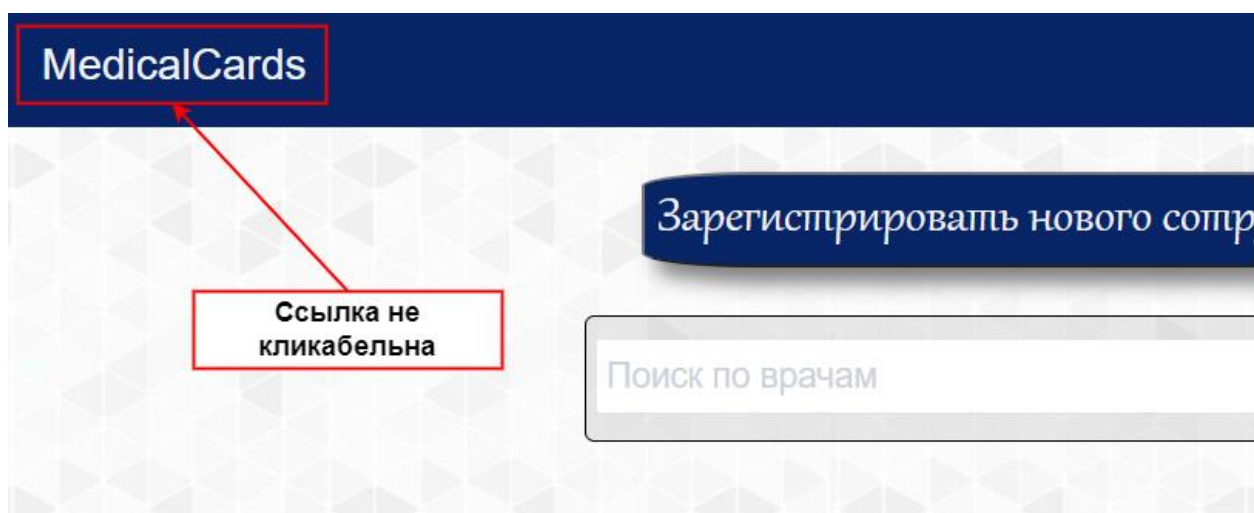 MedicalCards
Зарегистрировать нового сотр
Ссылка не
кликабельна
Поиск по врачам